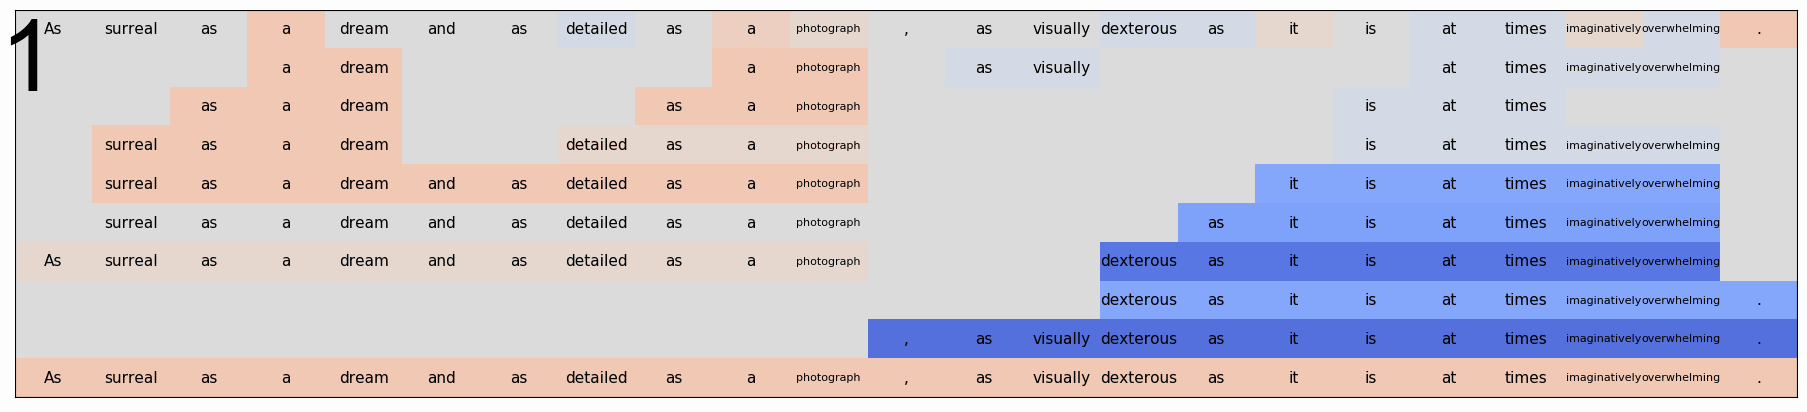 1
As surreal as a dream and as detailed as a photograph , as visually dexterous as it is at times imaginatively overwhelming .
a dream a photograph as visually at times imaginatively overwhelming
as a dream as a photograph is at times
surreal as a dream detailed as a photograph is at times imaginatively overwhelming
surreal as a dream and as detailed as a photograph it is at times imaginatively overwhelming
surreal as a dream and as detailed as a photograph as it is at times imaginatively overwhelming
As surreal as a dream and as detailed as a photograph dexterous as it is at times imaginatively overwhelming
dexterous as it is at times imaginatively overwhelming .
, as visually dexterous as it is at times imaginatively overwhelming .
As surreal as a dream and as detailed as a photograph , as visually dexterous as it is at times imaginatively overwhelming .